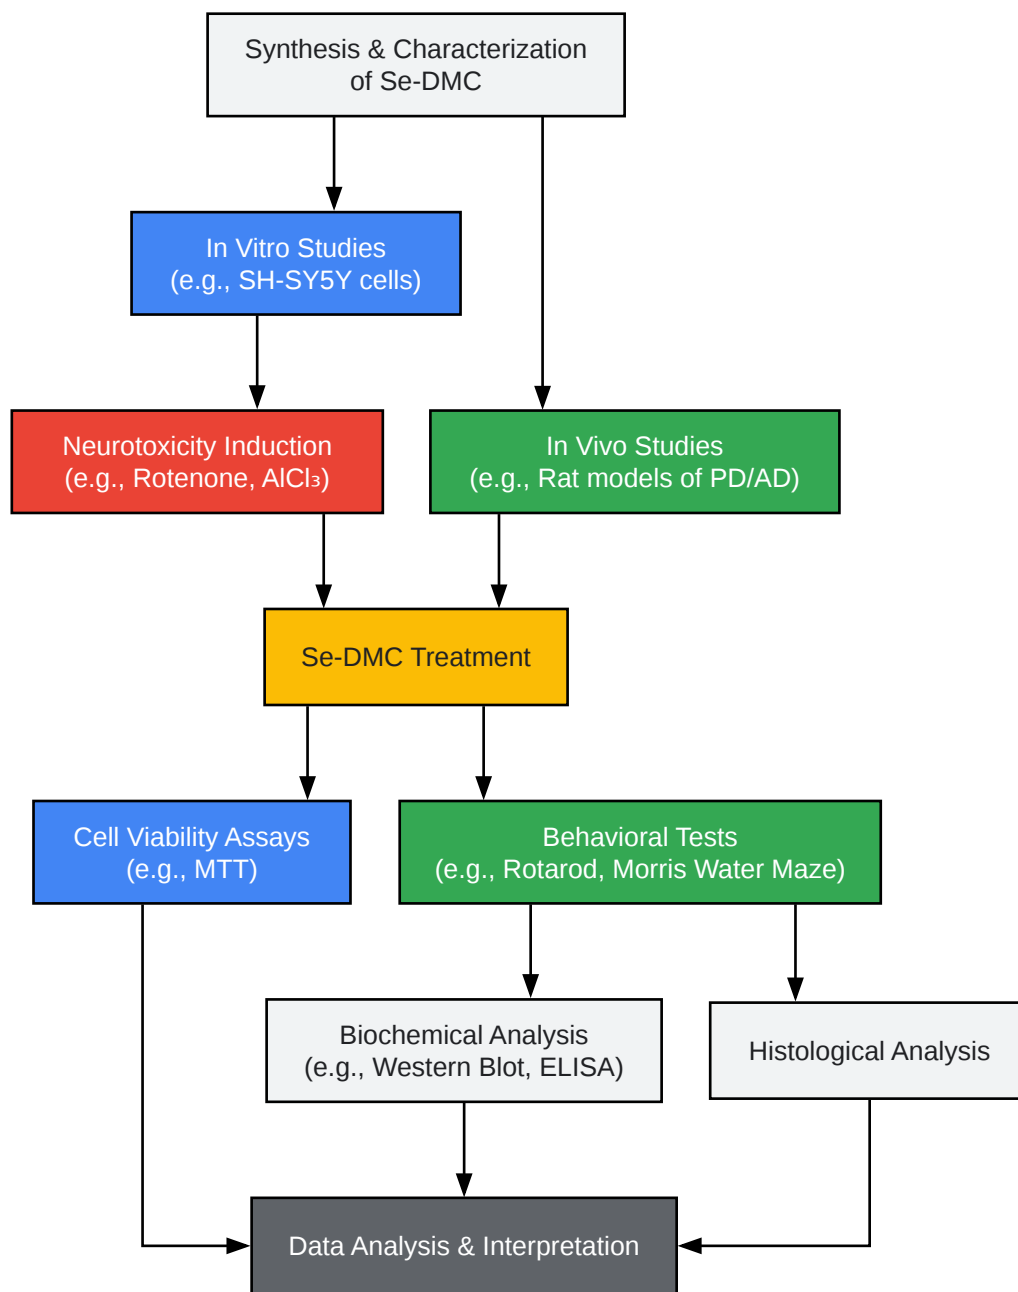 Synthesis & Characterization
of Se-DMC
In Vitro Studies
(e.g., SH-SY5Y cells)
Neurotoxicity Induction
(e.g., Rotenone, AlCl₃)
In Vivo Studies
(e.g., Rat models of PD/AD)
Se-DMC Treatment
Cell Viability Assays
(e.g., MTT)
Behavioral Tests
(e.g., Rotarod, Morris Water Maze)
Biochemical Analysis
(e.g., Western Blot, ELISA)
Histological Analysis
Data Analysis & Interpretation